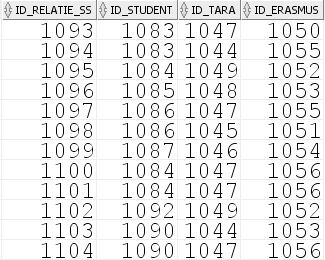 ID_RELATIE_SS ID_STUDENT ID_TARA ID_ERASMUS
1093 1083 1047 1050
1094 1083 1044 1055
1095 1084 1049 1052
1096 1085 1048 1053
1097 1086 1047 1055
1098 1086 1045 1051
1099 1087 1046 1054
1100 1084 1047 1056
1101 1084 1047 1056
1102 1092 1049 1052
1103 1090 1044 1053
1104 1090 1047 1056